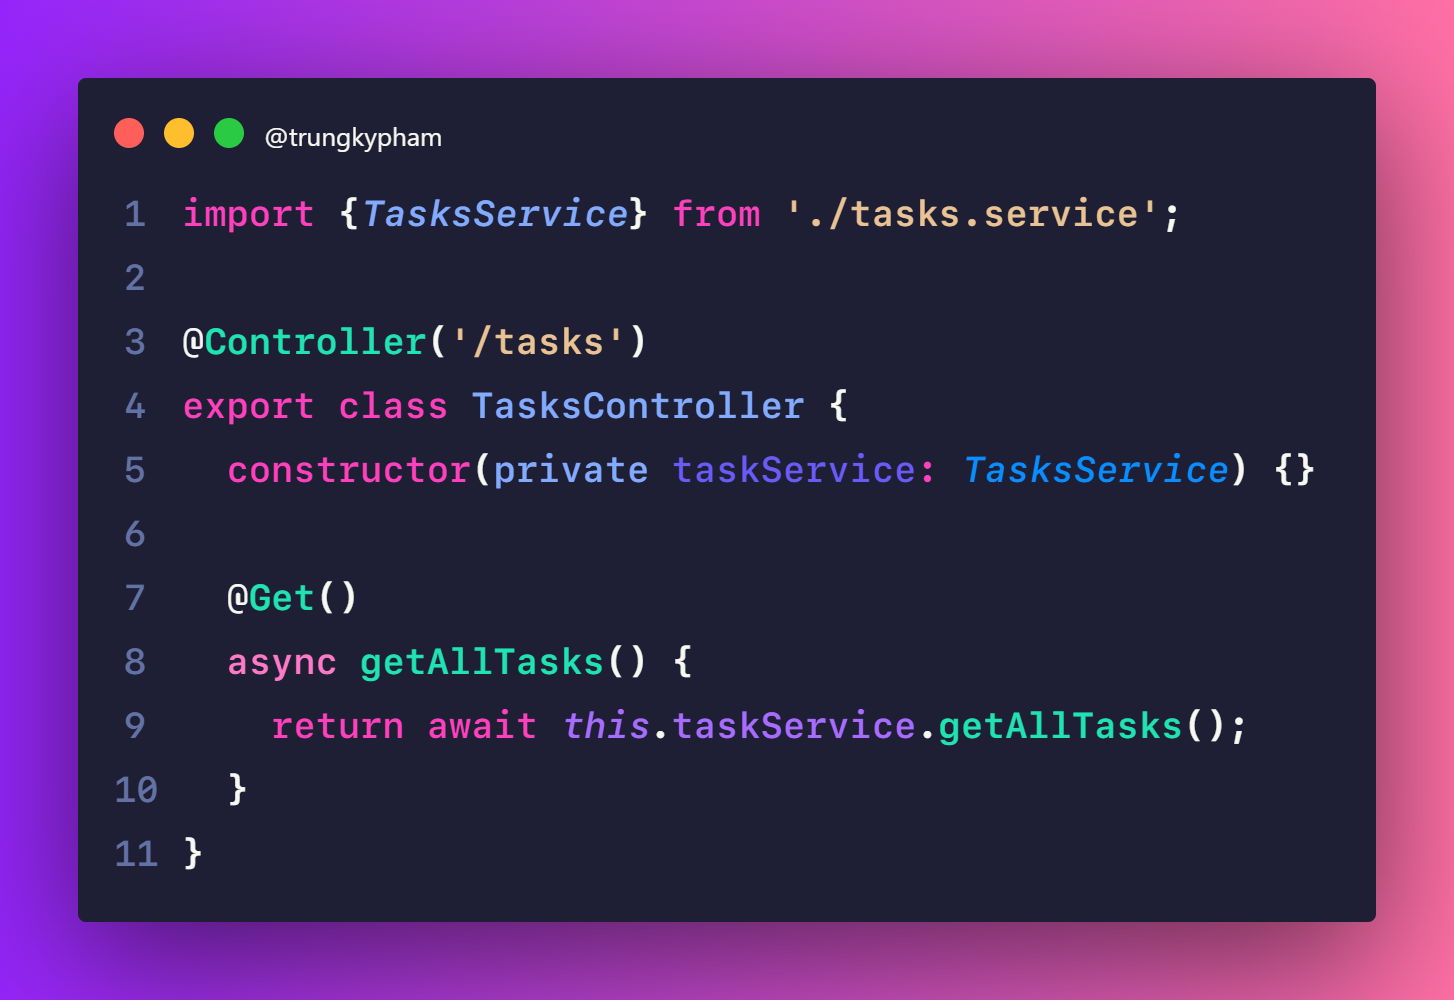 @trungkypham
1 import {TasksService} from './tasks.service';
2
3 @Controller('/tasks')
4 export class TasksController {
5   constructor(private taskService: TasksService) {}
6
7   @Get()
8   async getAllTasks() {
9     return await this.taskService.getAllTasks();
10   }
11 }